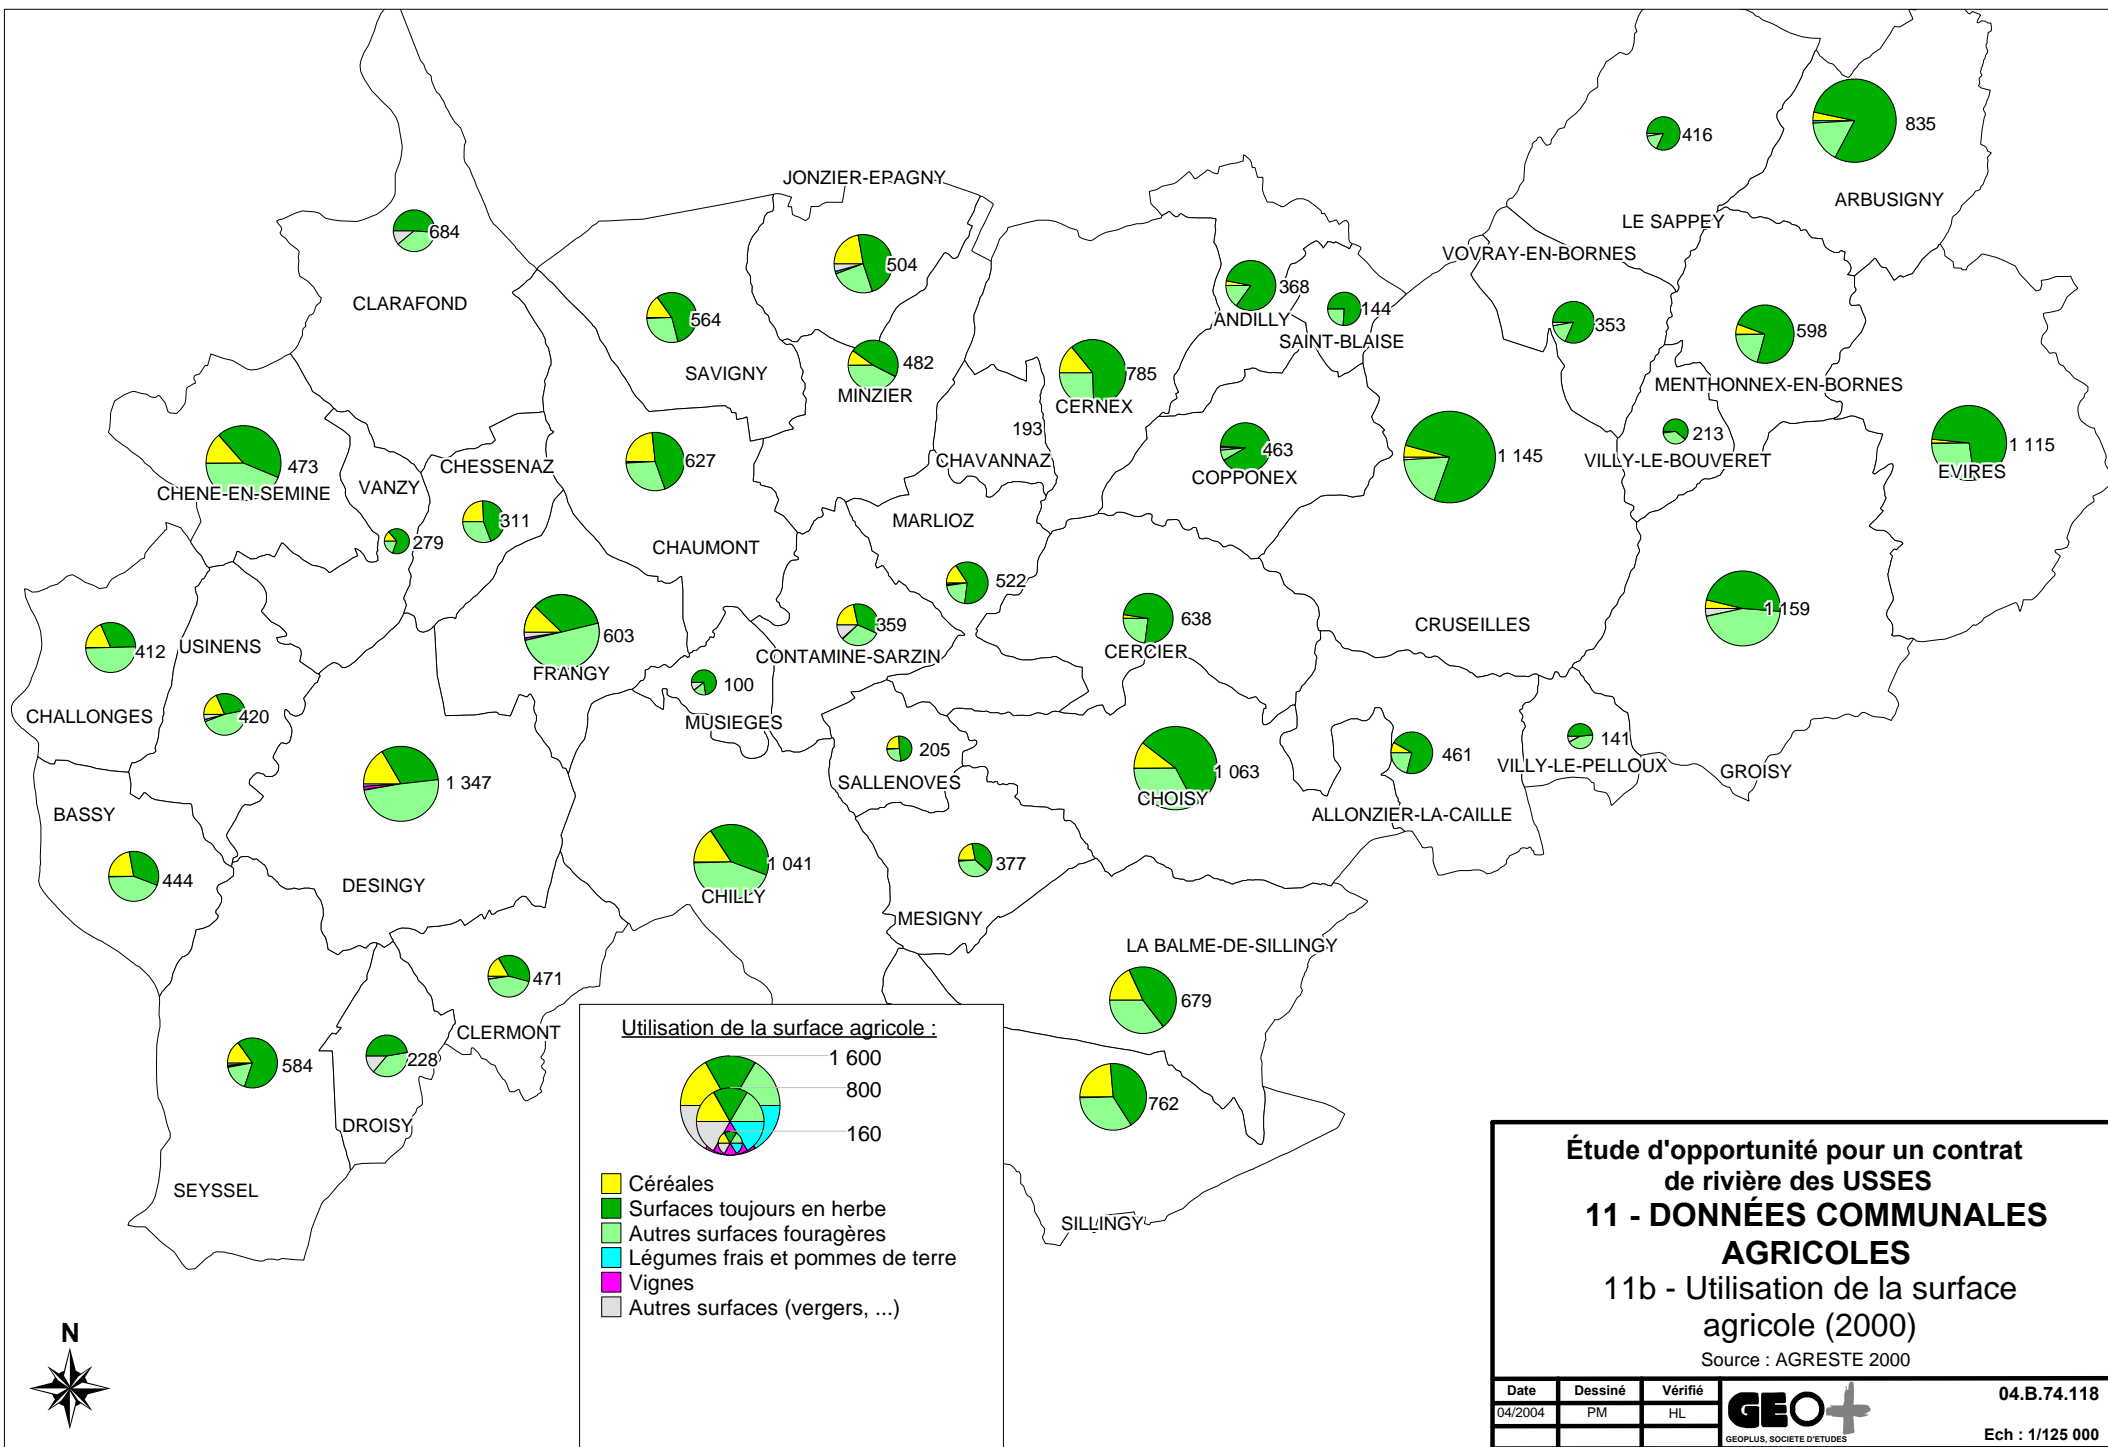 835
ARBUSIGNY
416
LE SAPPEY
JONZIER-EPAGNY
504
684
CLARAFOND
564
SAVIGNY
482
MINZIER
785
CERNEX
368
ANDILLY
144
SAINT-BLAISE
VOVRAY-EN-BORNES
353
598
MENTHONNEX-EN-BORNES
213
VILLY-LE-BOUVERET
1 115
EVIRES
473
CHENE-EN-SEMINE
VANZY
279
CHESSENAZ
311
627
CHAUMONT
193
CHAVANNAZ
463
COPPONEX
1 145
CRUSEILLES
MARLIOZ
522
412
CHALLONGES
USINENS
420
603
FRANGY
359
CONTAMINE-SARZIN
100
MUSIEGES
638
CERCIER
1 159
GROISY
BASSY
444
1 347
DESINGY
205
SALLENOVES
1 063
CHOISY
461
ALLONZIER-LA-CAILLE
141
VILLY-LE-PELLOUX
1 041
CHILLY
377
MESIGNY
471
CLERMONT
LA BALME-DE-SILLINGY
679
584
SEYSSEL
228
DROISY
762
SILLINGY
Utilisation de la surface agricole :
1 600
800
160
Céréales
Surfaces toujours en herbe
Autres surfaces fouragères
Légumes frais et pommes de terre
Vignes
Autres surfaces (vergers, ...)
N
Étude d'opportunité pour un contrat
de rivière des USSES
11 - DONNÉES COMMUNALES
AGRICOLES
11b - Utilisation de la surface
agricole (2000)
Source : AGRESTE 2000
Date Dessiné Vérifié
04/2004 PM HL
GEO+
GEOPLUS, SOCIETE D'ETUDES
04.B.74.118
Ech : 1/125 000